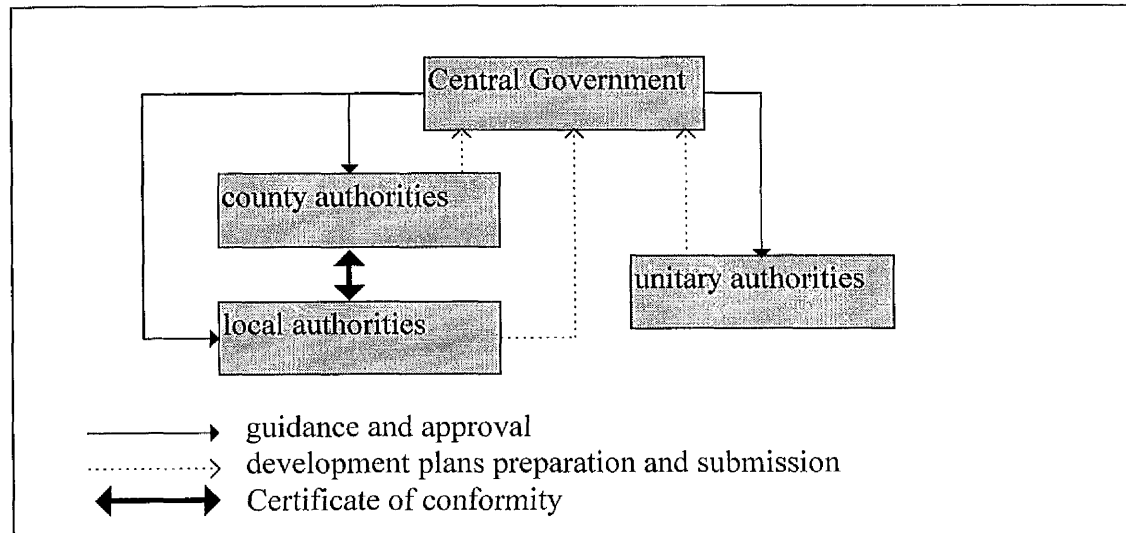 Central Government
county authorities
unitary authorities
local authorities
guidance and approval
development plans preparation and submission
Certificate of conformity